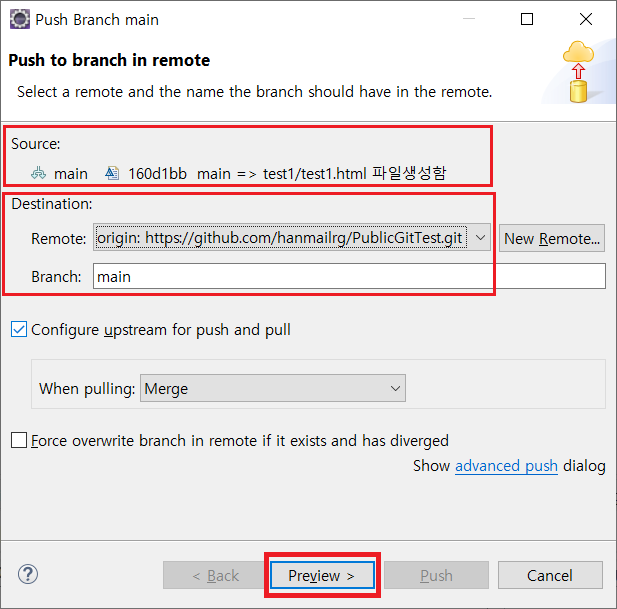 Push Branch main
Push to branch in remote
Select a remote and the name the branch should have in the remote.
Source:
main 160d1bb main => test1/test1.html 파일생성함
Destination:
Remote: origin: https://github.com/hanmailrg/PublicGitTest.git New Remote...
Branch: main
Configure upstream for push and pull
When pulling: Merge
Force overwrite branch in remote if it exists and has diverged
Show advanced push dialog
< Back Preview > Push Cancel